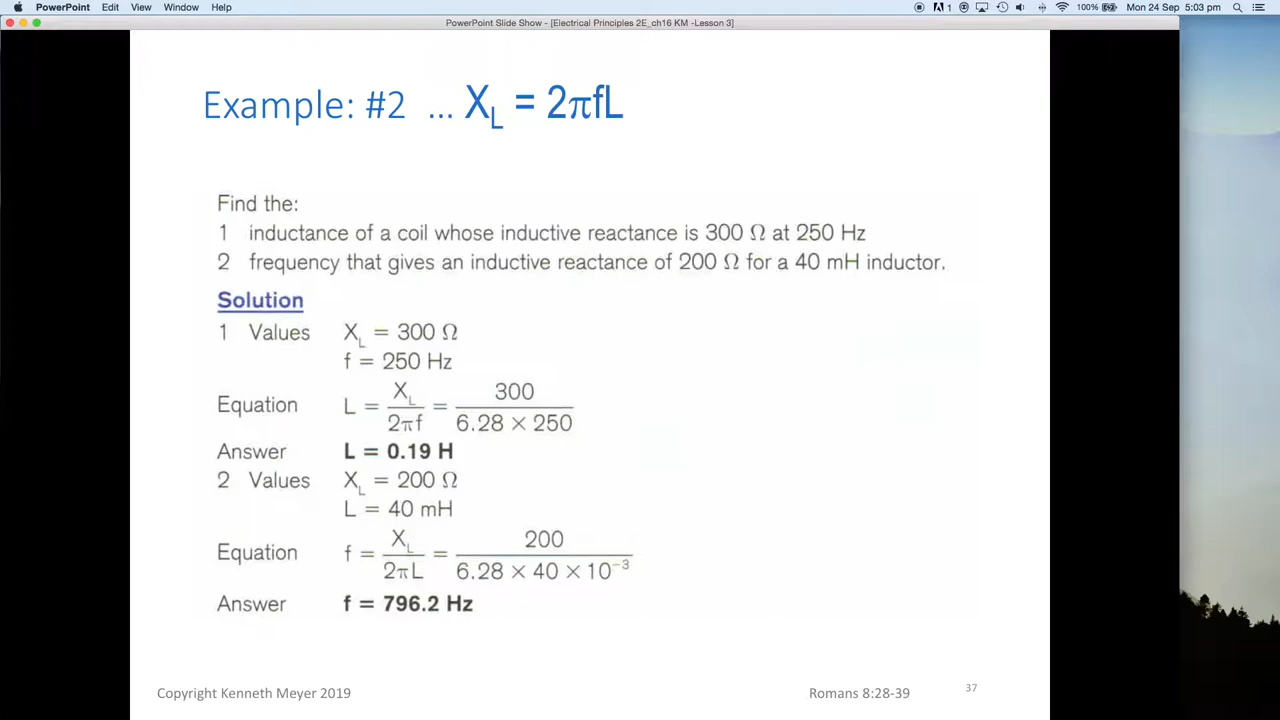 PowerPoint Edit View Window Help 1 100% Mon 24 Sep 5:03 pm
PowerPoint Slide Show - [Electrical Principles 2E_ch16 KM -Lesson 3]
Example: #2 ... XL = 2πfL
Find the:
1 inductance of a coil whose inductive reactance is 300 Ω at 250 Hz
2 frequency that gives an inductive reactance of 200 Ω for a 40 mH inductor.
Solution
1 Values XL = 300 Ω
f = 250 Hz
Equation L = XL / 2πf = 300 / 6.28 × 250
Answer L = 0.19 H
2 Values XL = 200 Ω
L = 40 mH
Equation f = XL / 2πL = 200 / 6.28 × 40 × 10⁻³
Answer f = 796.2 Hz
Copyright Kenneth Meyer 2019 Romans 8:28-39 37